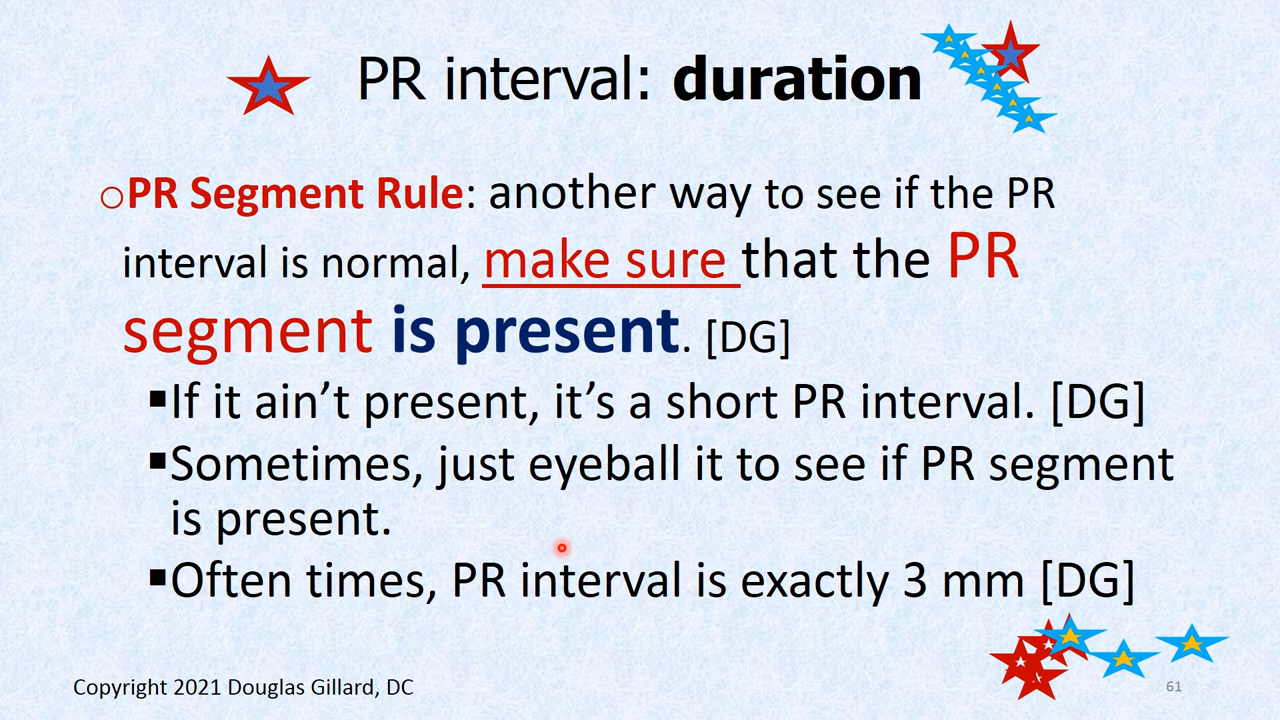 PR interval: duration
○PR Segment Rule: another way to see if the PR
interval is normal, make sure that the PR
segment is present. [DG]
▪If it ain’t present, it’s a short PR interval. [DG]
▪Sometimes, just eyeball it to see if PR segment
is present.
▪Often times, PR interval is exactly 3 mm [DG]
Copyright 2021 Douglas Gillard, DC
61